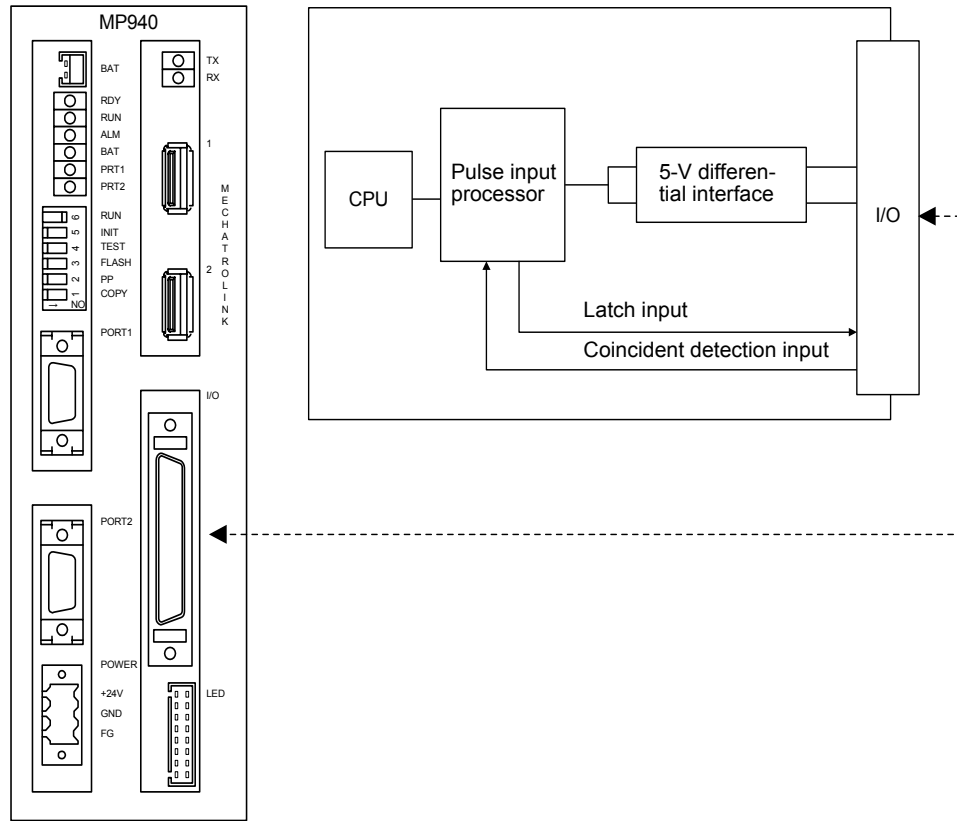 MP940
BAT
RDY
RUN
ALM
BAT
PRT1
PRT2
6 RUN
5 INIT
4 TEST
3 FLASH
2 PP
1 COPY
← NO
PORT1
PORT2
POWER
+24V
GND
FG
TX
RX
1
2
MECHATROLINK
I/O
LED
CPU
Pulse input
processor
5-V differen-
tial interface
I/O
Latch input
Coincident detection input